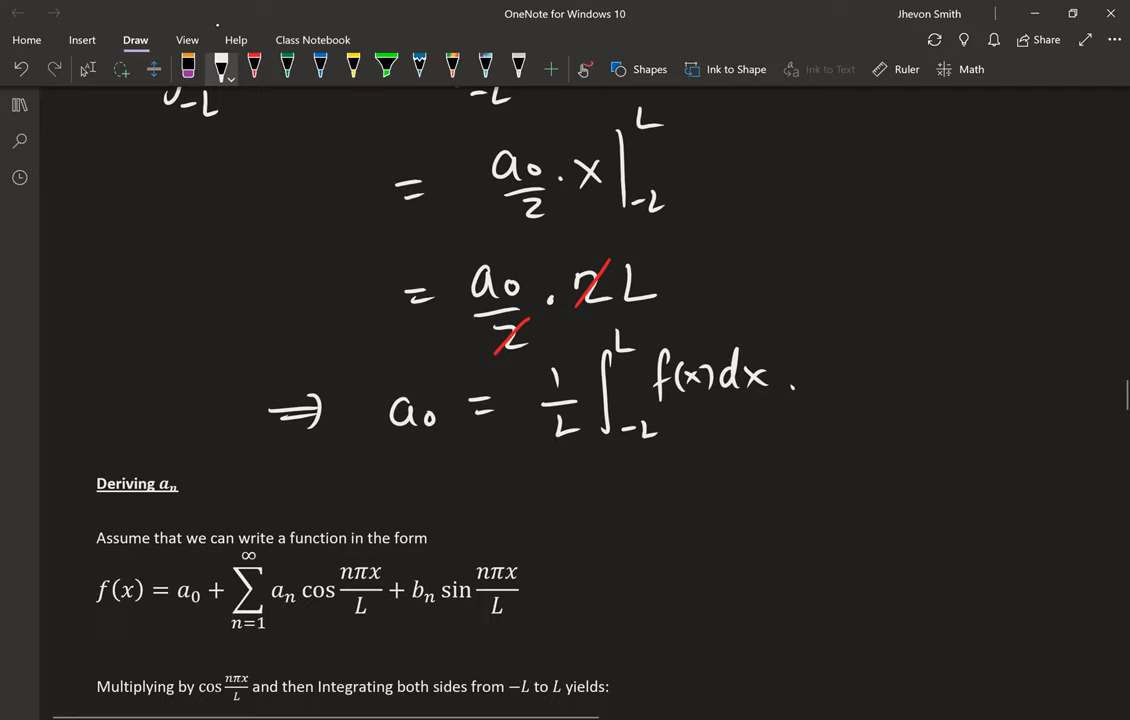 OneNote for Windows 10
Jhevon Smith
Home Insert Draw View Help Class Notebook
Share
Shapes Ink to Shape Ink to Text Ruler Math
∫_{-L} _{-L}
= a₀/2 · x |_{-L}^{L}
= a₀/2 · 2L
⇒ a₀ = 1/L ∫_{-L}^{L} f(x)dx .
Deriving aₙ
Assume that we can write a function in the form
f(x) = a₀ + ∑_{n=1}^{∞} aₙ cos nπx/L + bₙ sin nπx/L
Multiplying by cos nπx/L and then Integrating both sides from −L to L yields: